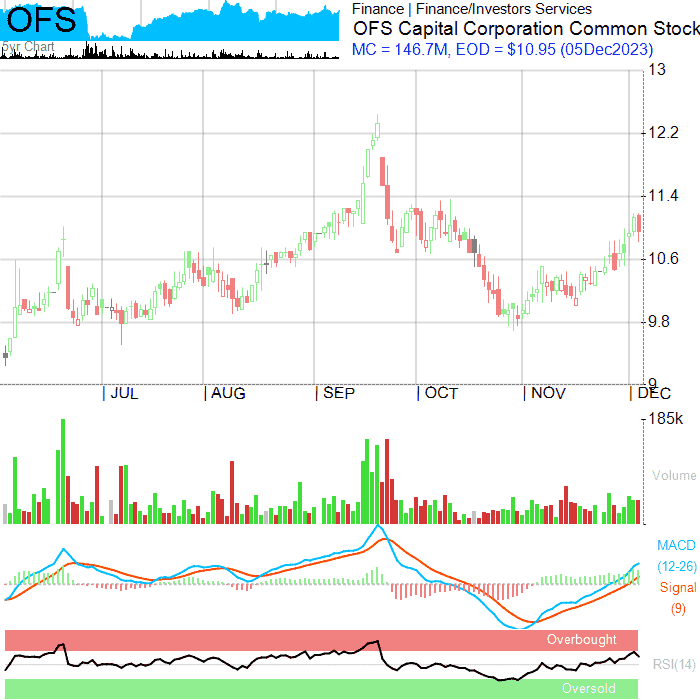 OFS
5yr Chart
Finance | Finance/Investors Services
OFS Capital Corporation Common Stock
MC = 146.7M, EOD = $10.95 (05Dec2023)
13
12.2
11.4
10.6
9.8
9
| JUL | AUG | SEP | OCT | NOV | DEC
185k
Volume
MACD
(12-26)
Signal
(9)
Overbought
RSI(14)
Oversold